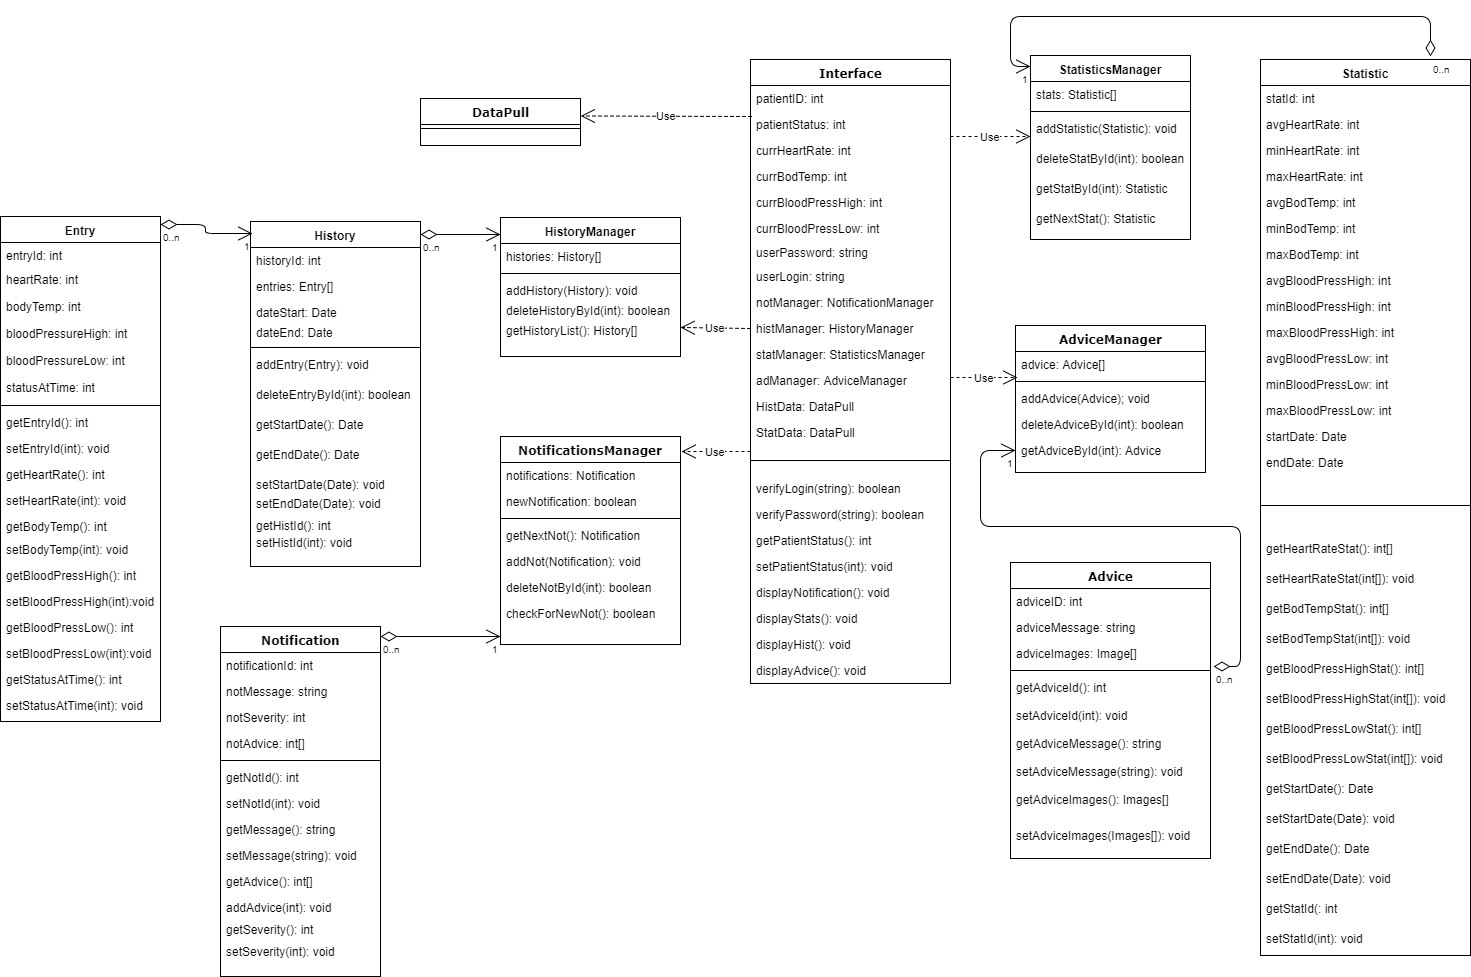 DataPull
Use
Interface
patientID: int
patientStatus: int
currHeartRate: int
currBodTemp: int
currBloodPressHigh: int
currBloodPressLow: int
userPassword: string
userLogin: string
notManager: NotificationManager
histManager: HistoryManager
statManager: StatisticsManager
adManager: AdviceManager
HistData: DataPull
StatData: DataPull
verifyLogin(string): boolean
verifyPassword(string): boolean
getPatientStatus(): int
setPatientStatus(int): void
displayNotification(): void
displayStats(): void
displayHist(): void
displayAdvice(): void
Use
1
StatisticsManager
stats: Statistic[]
addStatistic(Statistic): void
deleteStatById(int): boolean
getStatById(int): Statistic
getNextStat(): Statistic
0..n
Statistic
statId: int
avgHeartRate: int
minHeartRate: int
maxHeartRate: int
avgBodTemp: int
minBodTemp: int
maxBodTemp: int
avgBloodPressHigh: int
minBloodPressHigh: int
maxBloodPressHigh: int
avgBloodPressLow: int
minBloodPressLow: int
maxBloodPressLow: int
startDate: Date
endDate: Date
getHeartRateStat(): int[]
setHeartRateStat(int[]): void
getBodTempStat(): int[]
setBodTempStat(int[]): void
getBloodPressHighStat(): int[]
setBloodPressHighStat(int[]): void
getBloodPressLowStat(): int[]
setBloodPressLowStat(int[]): void
getStartDate(): Date
setStartDate(Date): void
getEndDate(): Date
setEndDate(Date): void
getStatId(: int
setStatId(int): void
Entry
entryId: int
heartRate: int
bodyTemp: int
bloodPressureHigh: int
bloodPressureLow: int
statusAtTime: int
getEntryId(): int
setEntryId(int): void
getHeartRate(): int
setHeartRate(int): void
getBodyTemp(): int
setBodyTemp(int): void
getBloodPressHigh(): int
setBloodPressHigh(int):void
getBloodPressLow(): int
setBloodPressLow(int):void
getStatusAtTime(): int
setStatusAtTime(int): void
0..n
1
History
historyId: int
entries: Entry[]
dateStart: Date
dateEnd: Date
addEntry(Entry): void
deleteEntryById(int): boolean
getStartDate(): Date
getEndDate(): Date
setStartDate(Date): void
setEndDate(Date): void
getHistId(): int
setHistId(int): void
0..n
1
HistoryManager
histories: History[]
addHistory(History): void
deleteHistoryById(int): boolean
getHistoryList(): History[]
Use
Use
AdviceManager
advice: Advice[]
addAdvice(Advice); void
deleteAdviceById(int): boolean
getAdviceById(int): Advice
1
NotificationsManager
notifications: Notification
newNotification: boolean
getNextNot(): Notification
addNot(Notification): void
deleteNotById(int): boolean
checkForNewNot(): boolean
Use
Advice
adviceID: int
adviceMessage: string
adviceImages: Image[]
getAdviceId(): int
setAdviceId(int): void
getAdviceMessage(): string
setAdviceMessage(string): void
getAdviceImages(): Images[]
setAdviceImages(Images[]): void
0..n
Notification
notificationId: int
notMessage: string
notSeverity: int
notAdvice: int[]
getNotId(): int
setNotId(int): void
getMessage(): string
setMessage(string): void
getAdvice(): int[]
addAdvice(int): void
getSeverity(): int
setSeverity(int): void
0..n
1